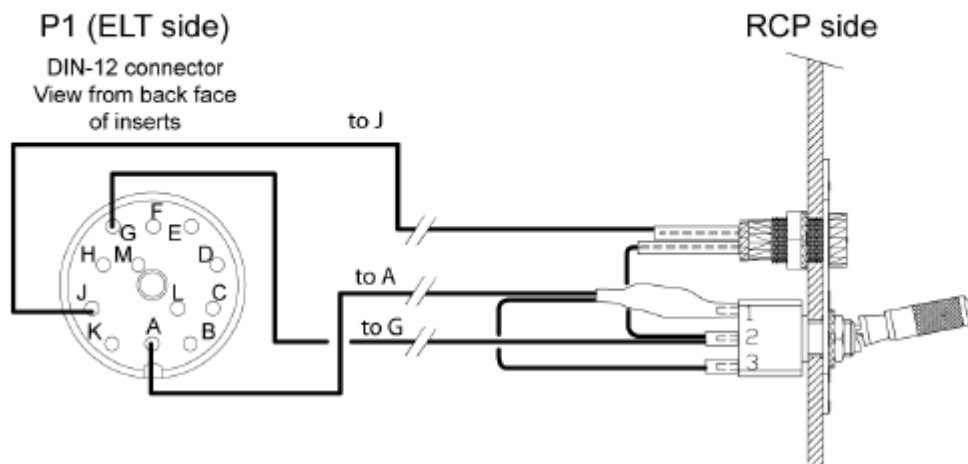 P1 (ELT side)
RCP side
DIN-12 connector
View from back face
of inserts
to J
F
G
E
H
M
D
to A
J
L
C
1
K
A
B
to G
2
3